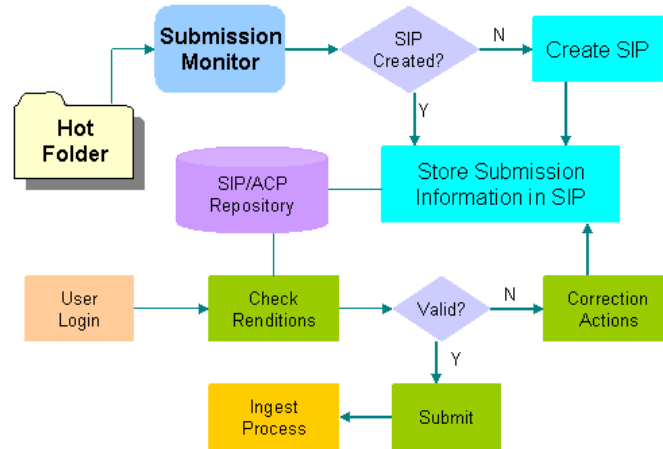 Submission
Monitor
SIP
Created?
N
Create SIP
Hot
Folder
Y
SIP/ACP
Repository
Store Submission
Information in SIP
User
Login
Check
Renditions
Valid?
N
Correction
Actions
Y
Ingest
Process
Submit